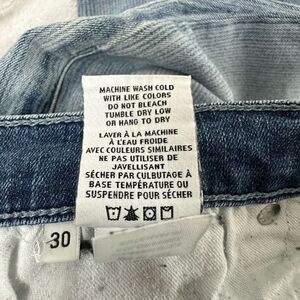 MACHINE WASH COLD
WITH LIKE COLORS
DO NOT BLEACH
TUMBLE DRY LOW
OR HANG TO DRY
LAVER À LA MACHINE
À L'EAU FROIDE
AVEC COULEURS SIMILAIRES
NE PAS UTILISER DE
JAVELLISANT
SÉCHER PAR CULBUTAGE À
BASE TEMPÉRATURE OU
SUSPENDRE POUR SÉCHER
30